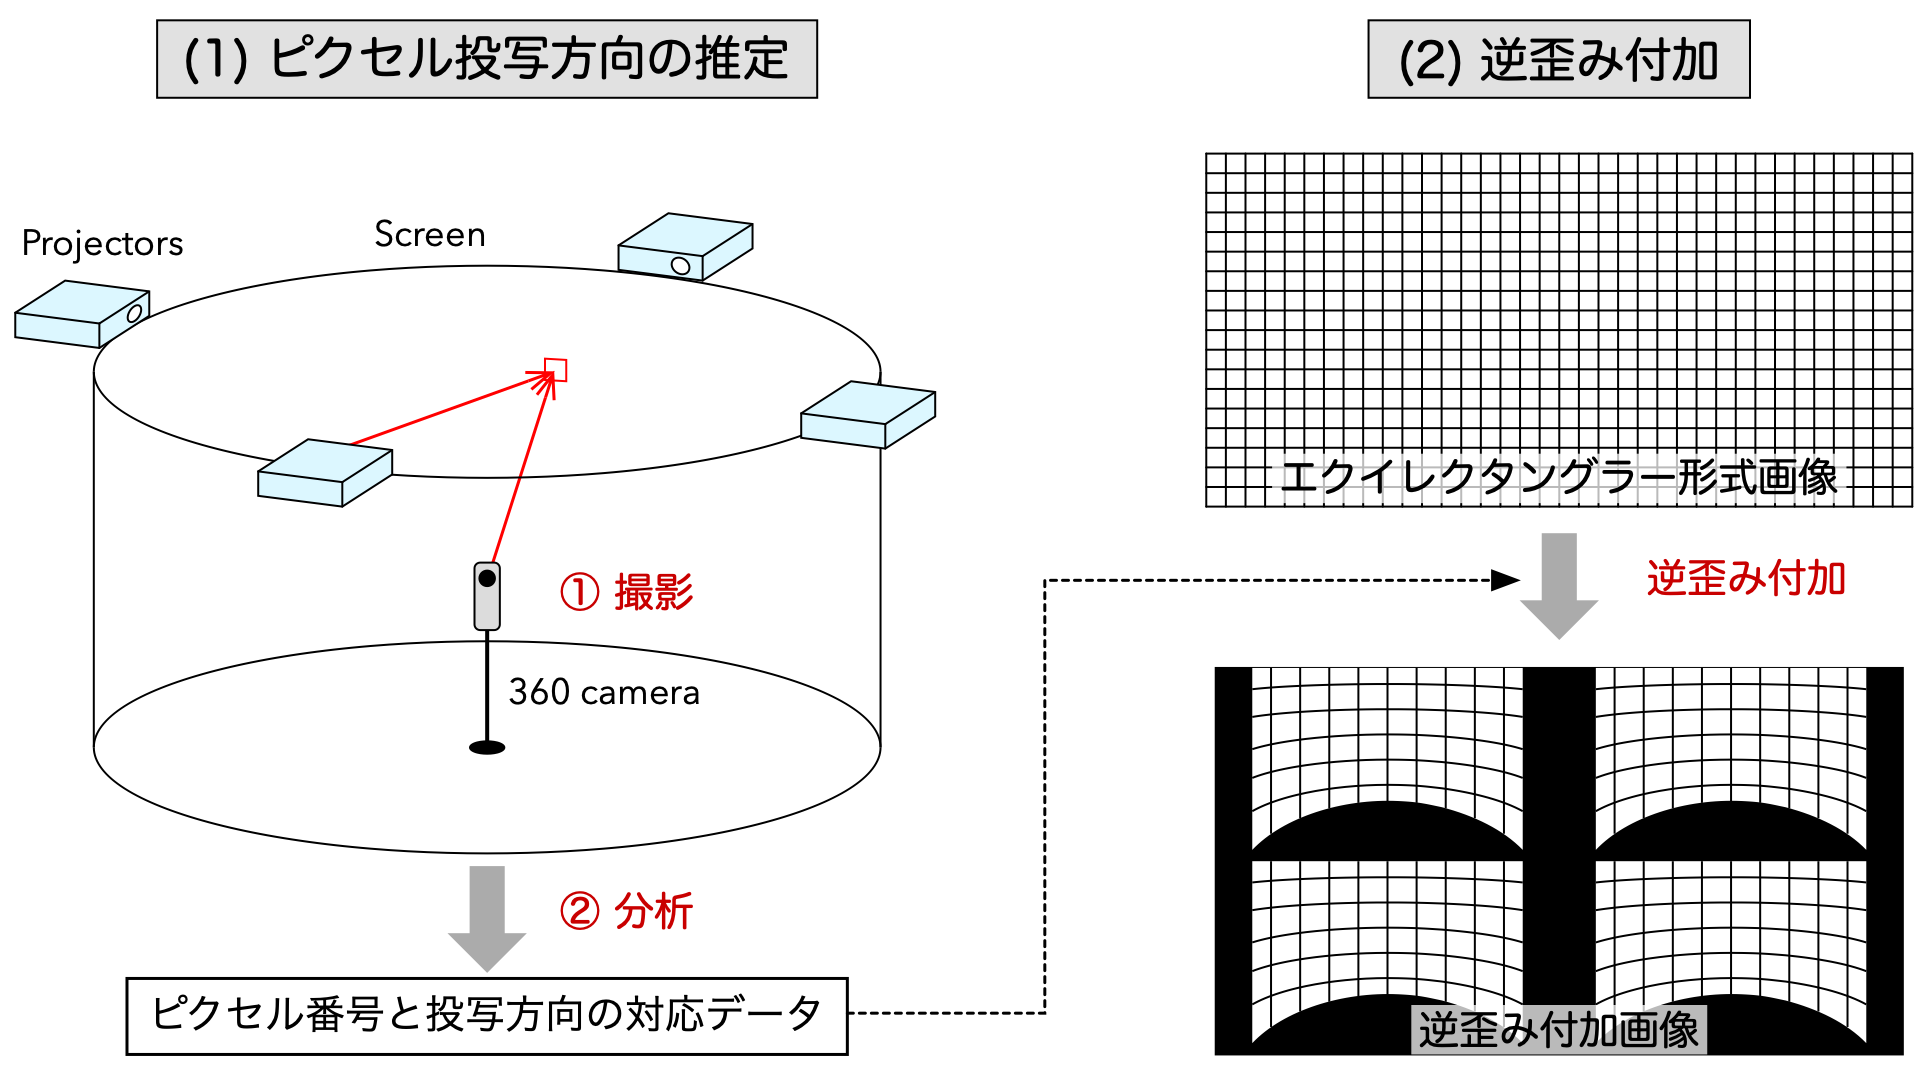 (1) ピクセル投写方向の推定
Projectors
Screen
① 撮影
360 camera
② 分析
ピクセル番号と投写方向の対応データ
(2) 逆歪み付加
エクイレクタングラー形式画像
逆歪み付加
逆歪み付加画像